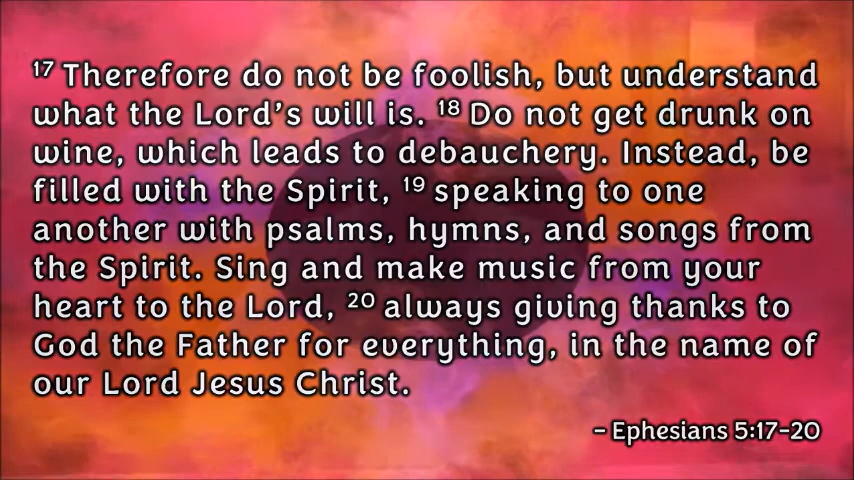 ¹⁷ Therefore do not be foolish, but understand
what the Lord’s will is. ¹⁸ Do not get drunk on
wine, which leads to debauchery. Instead, be
filled with the Spirit, ¹⁹ speaking to one
another with psalms, hymns, and songs from
the Spirit. Sing and make music from your
heart to the Lord, ²⁰ always giving thanks to
God the Father for everything, in the name of
our Lord Jesus Christ.
– Ephesians 5:17-20